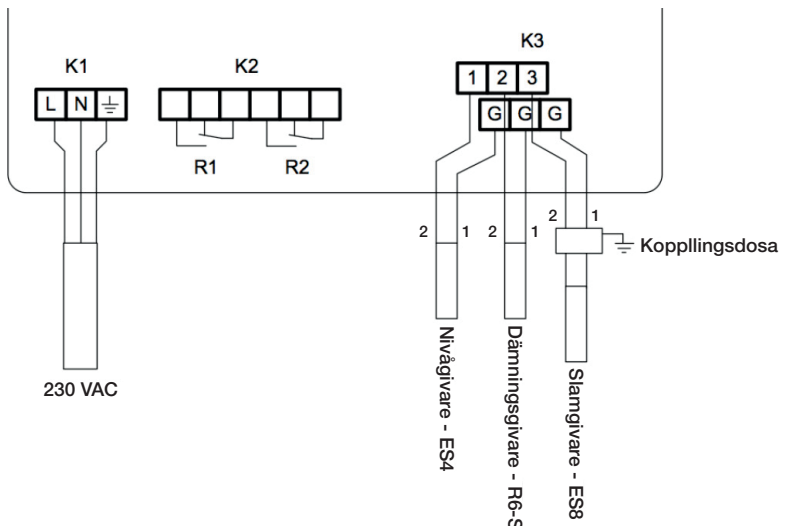 K1
K2
K3
L N
1 2 3
G G G
R1
R2
2 1 2 1 2 1
Koppllingsdosa
230 VAC
Nivågivare - ES4
Dämningsgivare - R6-S
Slamgivare - ES8